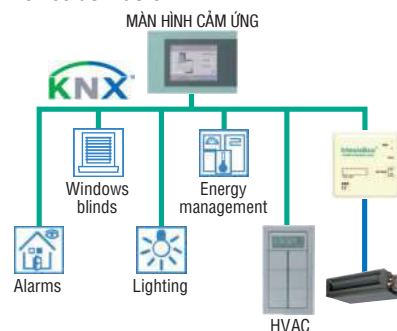 MÀN HÌNH CẢM ỨNG
KNX
Windows
blinds
Energy
management
Alarms
Lighting
HVAC